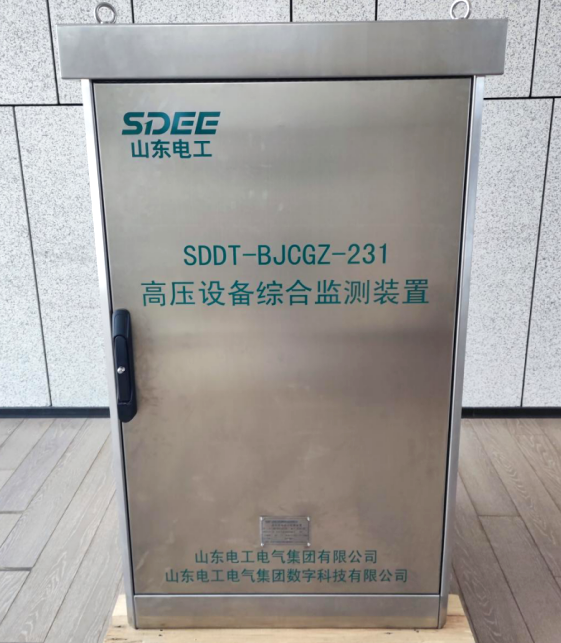 SDEE
山东电工
SDDT-BJCGZ-231
高压设备综合监测装置
山东电工电气集团有限公司
山东电工电气集团数字科技有限公司